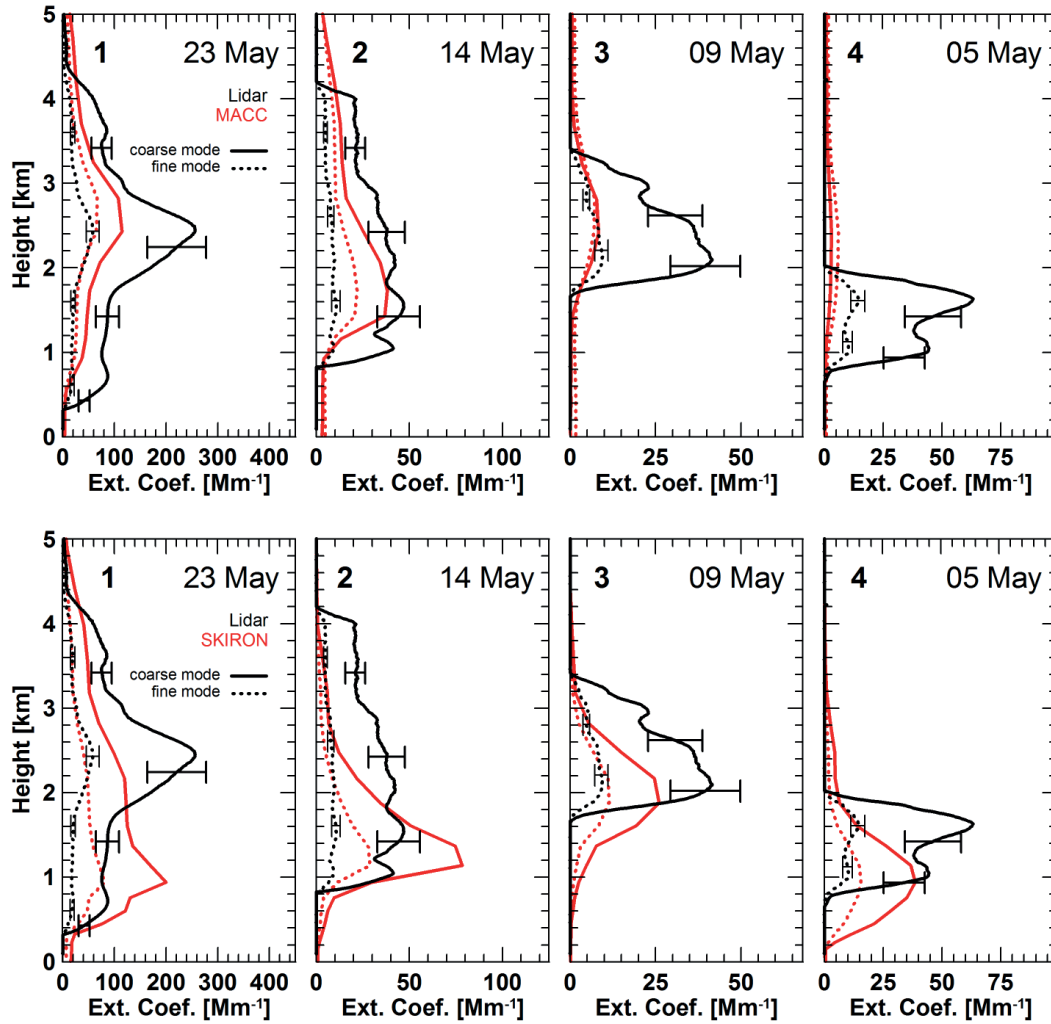 1 23 May
2 14 May
3 09 May
4 05 May
Lidar
MACC
coarse mode
fine mode
Height [km]
5
4
3
2
1
0
0 100 200 300 400
0 50 100
0 25 50
0 25 50 75
Ext. Coef. [Mm⁻¹]
Ext. Coef. [Mm⁻¹]
Ext. Coef. [Mm⁻¹]
Ext. Coef. [Mm⁻¹]
1 23 May
2 14 May
3 09 May
4 05 May
Lidar
SKIRON
coarse mode
fine mode
Height [km]
5
4
3
2
1
0
0 100 200 300 400
0 50 100
0 25 50
0 25 50 75
Ext. Coef. [Mm⁻¹]
Ext. Coef. [Mm⁻¹]
Ext. Coef. [Mm⁻¹]
Ext. Coef. [Mm⁻¹]